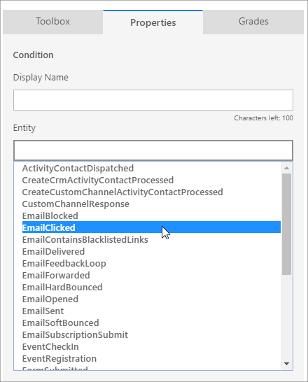 Toolbox Properties Grades
Condition
Display Name
Characters left: 100
Entity
ActivityContactDispatched
CreateCrmActivityContactProcessed
CreateCustomChannelActivityContactProcessed
CustomChannelResponse
EmailBlocked
EmailClicked
EmailContainsBlacklistedLinks
EmailDelivered
EmailFeedbackLoop
EmailForwarded
EmailHardBounced
EmailOpened
EmailSent
EmailSoftBounced
EmailSubscriptionSubmit
EventCheckIn
EventRegistration
FormSubmitted